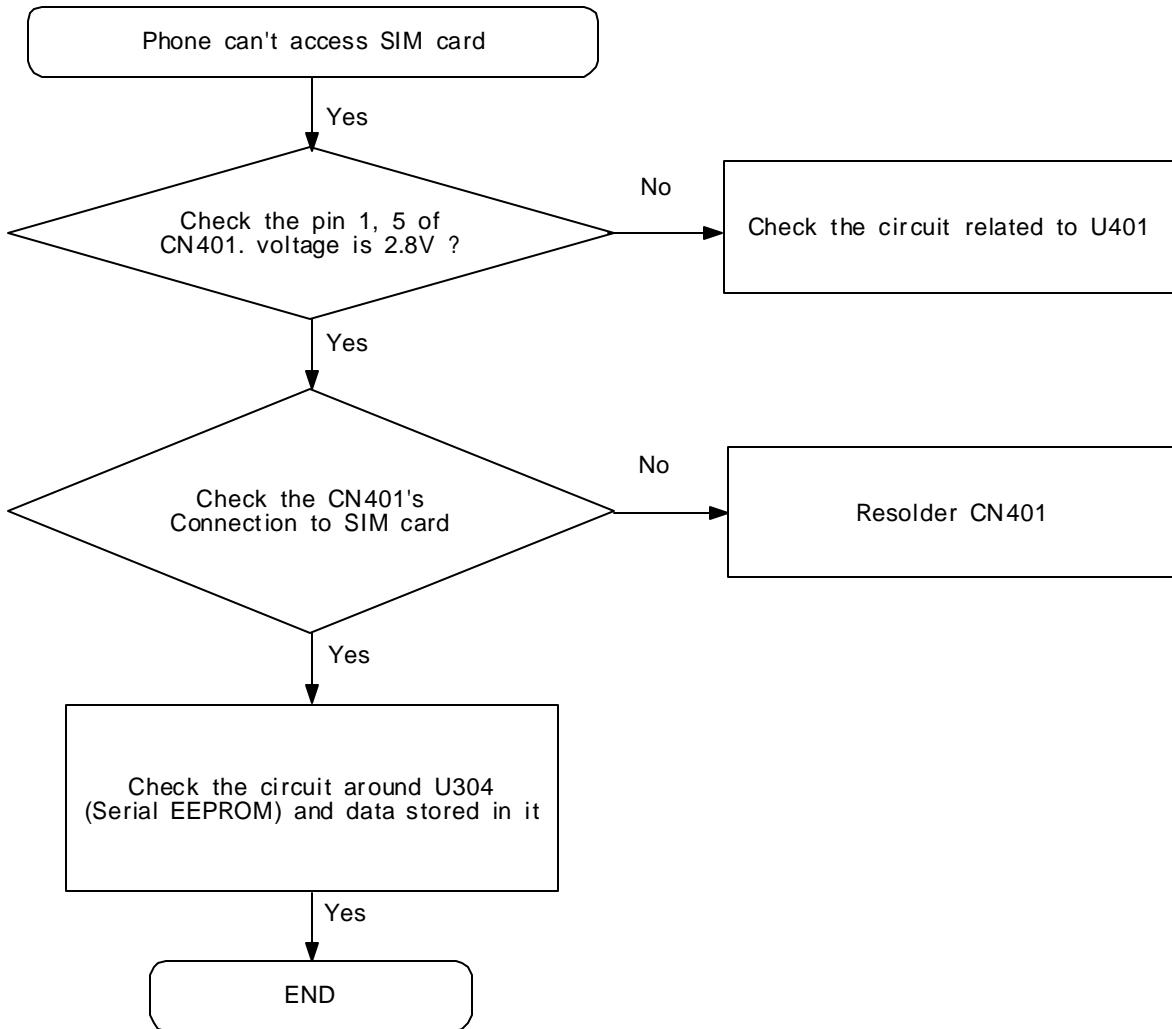 Phone can't access SIM card
Yes
Check the pin 1, 5 of
CN401. voltage is 2.8V ?
No
Check the circuit related to U401
Yes
Check the CN401's
Connection to SIM card
No
Resolder CN401
Yes
Check the circuit around U304
(Serial EEPROM) and data stored in it
Yes
END